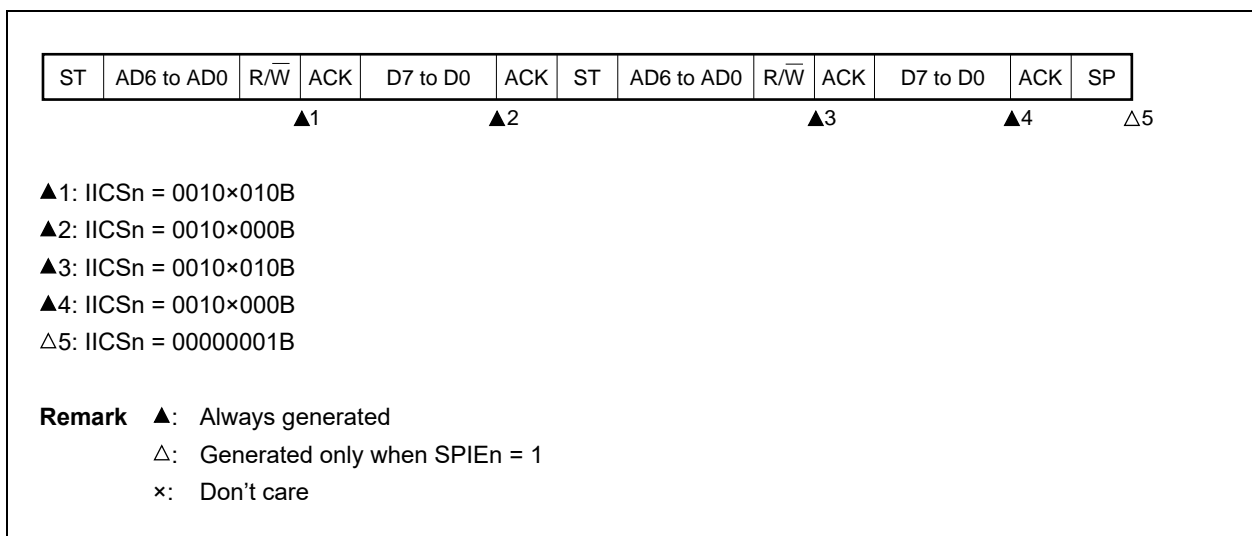 ST AD6 to AD0 R/W̅ ACK D7 to D0 ACK ST AD6 to AD0 R/W̅ ACK D7 to D0 ACK SP
▲1 ▲2 ▲3 ▲4 △5
▲1: IICSn = 0010×010B
▲2: IICSn = 0010×000B
▲3: IICSn = 0010×010B
▲4: IICSn = 0010×000B
△5: IICSn = 00000001B
Remark ▲: Always generated
△: Generated only when SPIEn = 1
×: Don't care